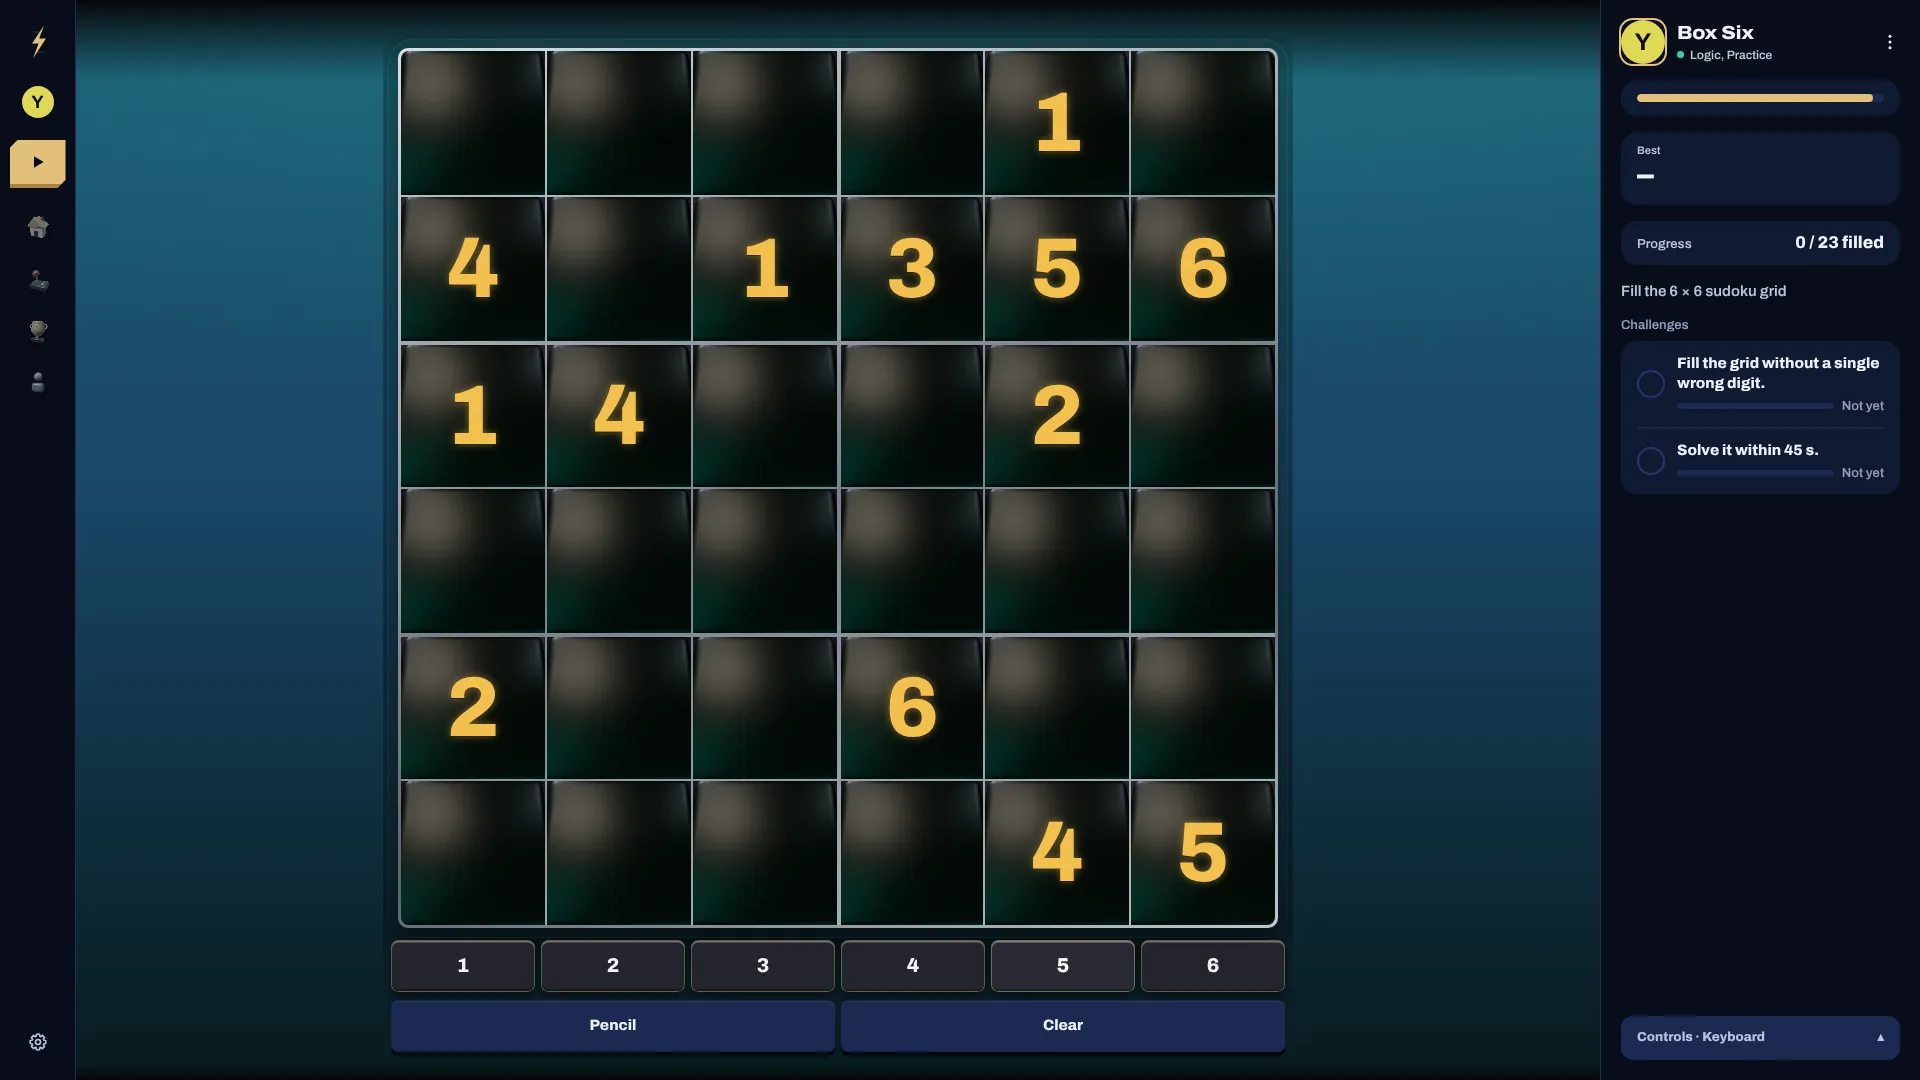 Y
1
4 1 3 5 6
1 4 2
2 6
4 5
1 2 3 4 5 6
Pencil Clear
Y
Box Six
Logic, Practice
Best
—
Progress 0 / 23 filled
Fill the 6 × 6 sudoku grid
Challenges
Fill the grid without a single
wrong digit.
Not yet
Solve it within 45 s.
Not yet
Controls · Keyboard ▲